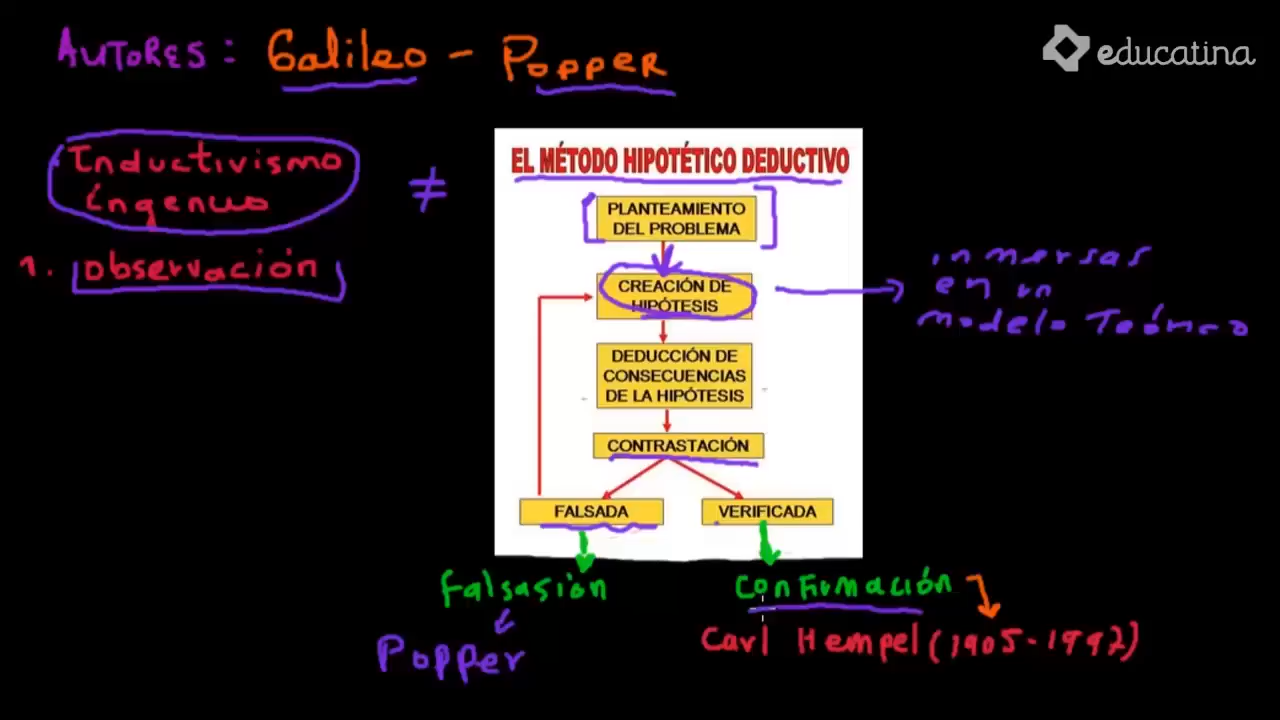 AUTORES: Galileo - Popper
educatina
Inductivismo
ingenuo
≠
1. observación
EL MÉTODO HIPOTÉTICO DEDUCTIVO
PLANTEAMIENTO
DEL PROBLEMA
CREACIÓN DE
HIPÓTESIS
inmersas
en un
modelo Teórico
DEDUCCIÓN DE
CONSECUENCIAS
DE LA HIPÓTESIS
CONTRASTACIÓN
FALSADA
VERIFICADA
Falsasión
Confirmación
Popper
Carl Hempel (1905-1997)